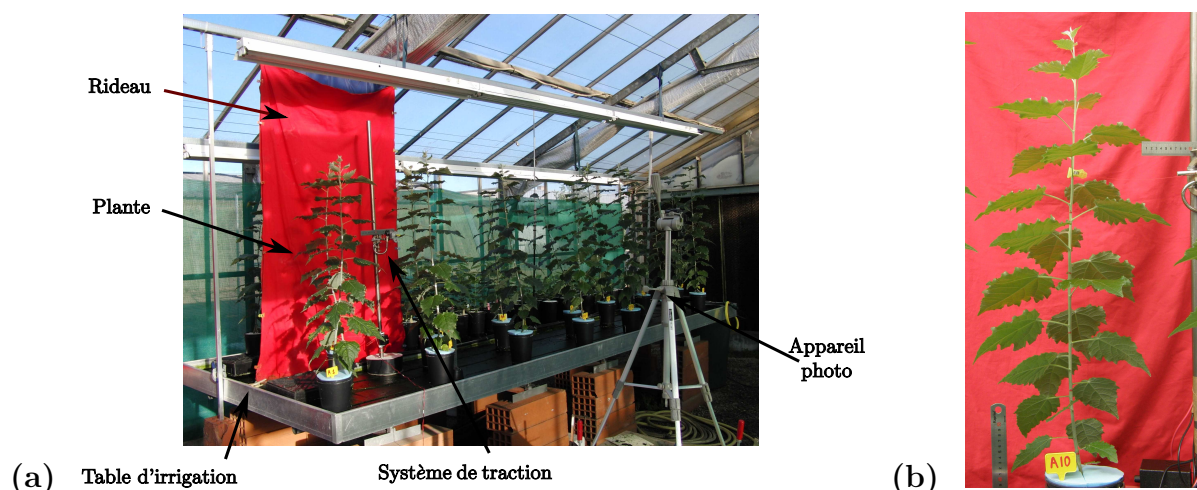 Rideau
Plante
Appareil
photo
Table d'irrigation
Système de traction
(a)
(b)
A10